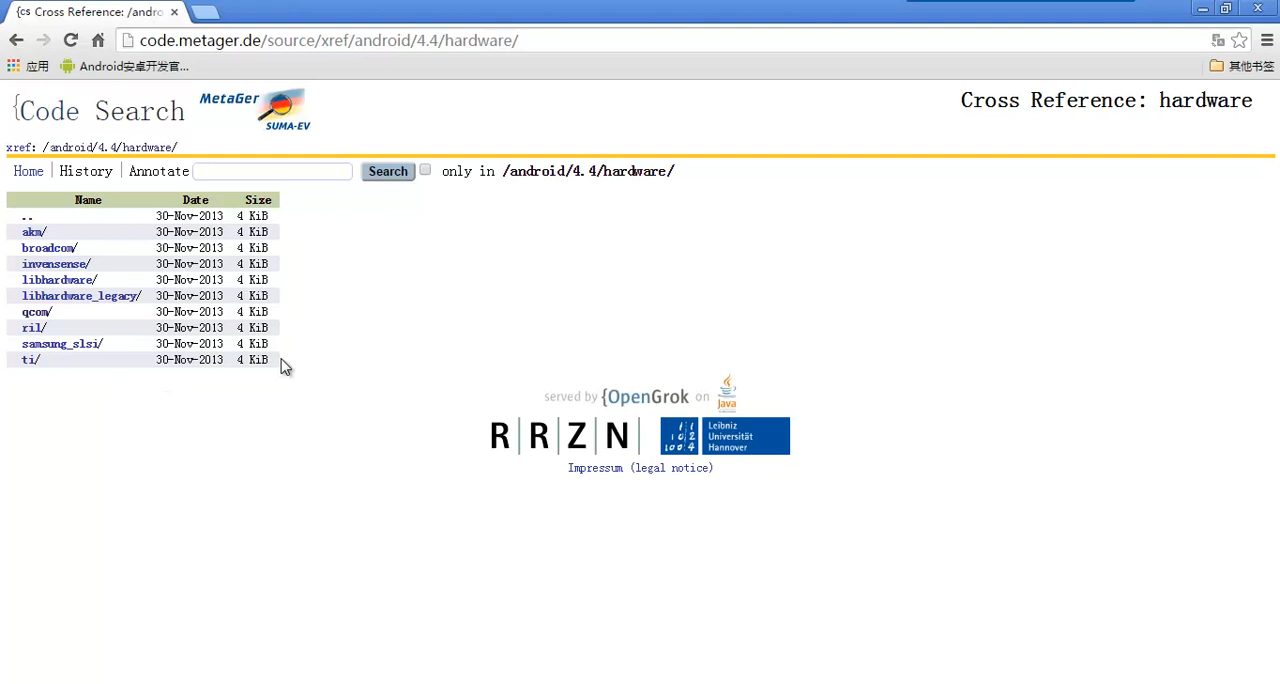 {cs Cross Reference: /andro
code.metager.de/source/xref/android/4.4/hardware/
应用 Android安卓开发官... 其他书签
{Code Search MetaGer SUMA-EV Cross Reference: hardware
xref: /android/4.4/hardware/
Home History Annotate Search only in /android/4.4/hardware/
Name Date Size
.. 30-Nov-2013 4 KiB
akm/ 30-Nov-2013 4 KiB
broadcom/ 30-Nov-2013 4 KiB
invensense/ 30-Nov-2013 4 KiB
libhardware/ 30-Nov-2013 4 KiB
libhardware_legacy/ 30-Nov-2013 4 KiB
qcom/ 30-Nov-2013 4 KiB
ril/ 30-Nov-2013 4 KiB
samsung_slsi/ 30-Nov-2013 4 KiB
ti/ 30-Nov-2013 4 KiB
served by {OpenGrok on Java
R R Z N
Leibniz
Universität
Hannover
Impressum (legal notice)